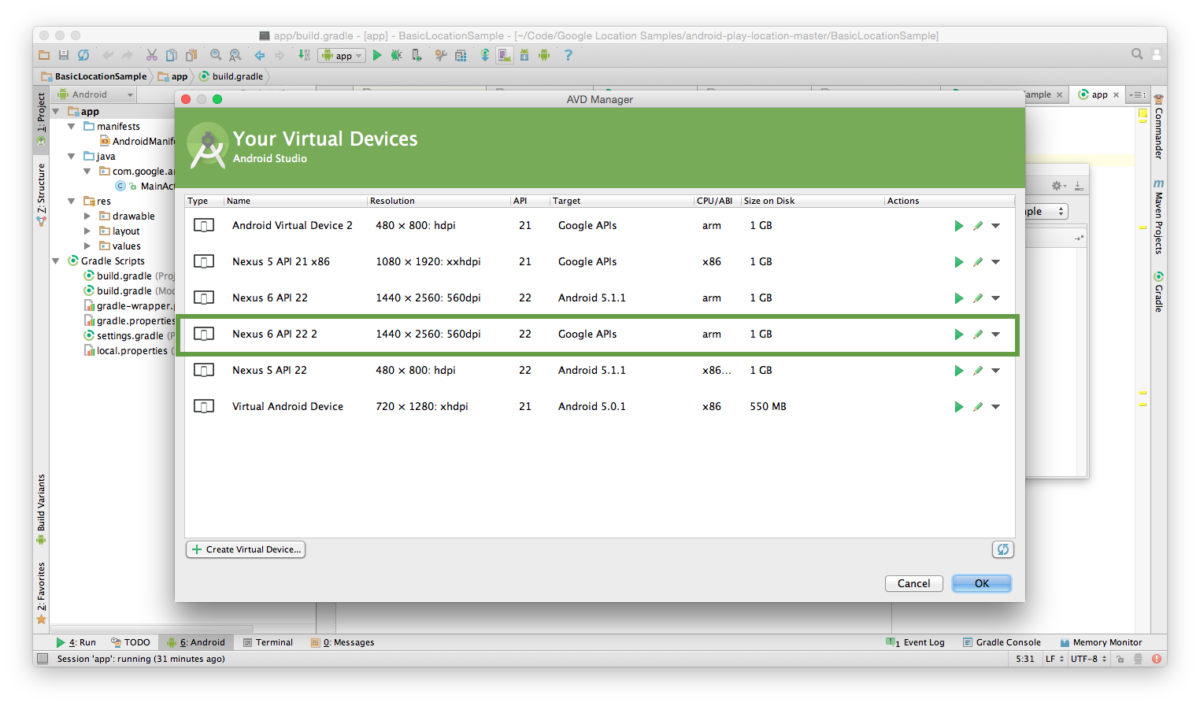 app/build.gradle - [app] - BasicLocationSample - [~/Code/Google Location Samples/android-play-location-master/BasicLocationSample]
app
?
BasicLocationSample app build.gradle
1: Project
Z: Structure
Build Variants
2: Favorites
Android
app
manifests
AndroidManif
java
com.google.a
MainAct
res
drawable
layout
values
Gradle Scripts
build.gradle (Proj
build.gradle (Mod
gradle-wrapper.
gradle.properties
settings.gradle (P
local.properties (
AVD Manager
Your Virtual Devices
Android Studio
Type Name Resolution API Target CPU/ABI Size on Disk Actions
Android Virtual Device 2 480 × 800: hdpi 21 Google APIs arm 1 GB
Nexus 5 API 21 x86 1080 × 1920: xxhdpi 21 Google APIs x86 1 GB
Nexus 6 API 22 1440 × 2560: 560dpi 22 Android 5.1.1 arm 1 GB
Nexus 6 API 22 2 1440 × 2560: 560dpi 22 Google APIs arm 1 GB
Nexus S API 22 480 × 800: hdpi 22 Android 5.1.1 x86... 1 GB
Virtual Android Device 720 × 1280: xhdpi 21 Android 5.0.1 x86 550 MB
+ Create Virtual Device...
Cancel OK
ample × app ×
ple
Commander
m Maven Projects
Gradle
4: Run TODO 6: Android Terminal 0: Messages 1 Event Log Gradle Console Memory Monitor
Session 'app': running (31 minutes ago) 5:31 LF UTF-8